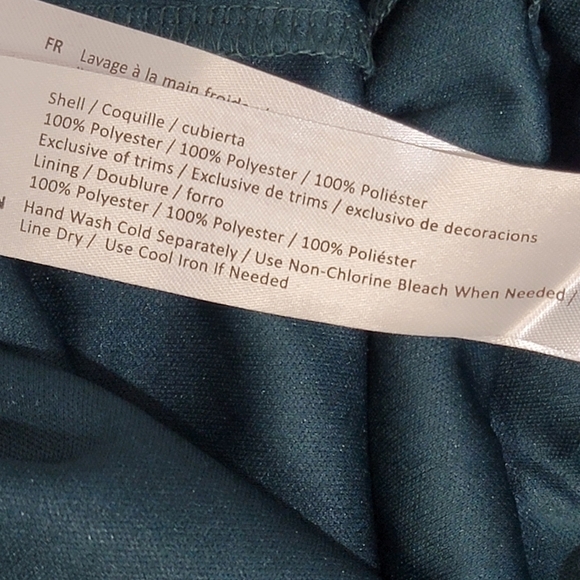 FR Lavage à la main froide
Shell / Coquille / cubierta
100% Polyester / 100% Polyester / 100% Poliéster
Exclusive of trims / Exclusive de trims / exclusivo de decoracions
Lining / Doublure / forro
100% Polyester / 100% Polyester / 100% Poliéster
Hand Wash Cold Separately / Use Non-Chlorine Bleach When Needed /
Line Dry / Use Cool Iron If Needed